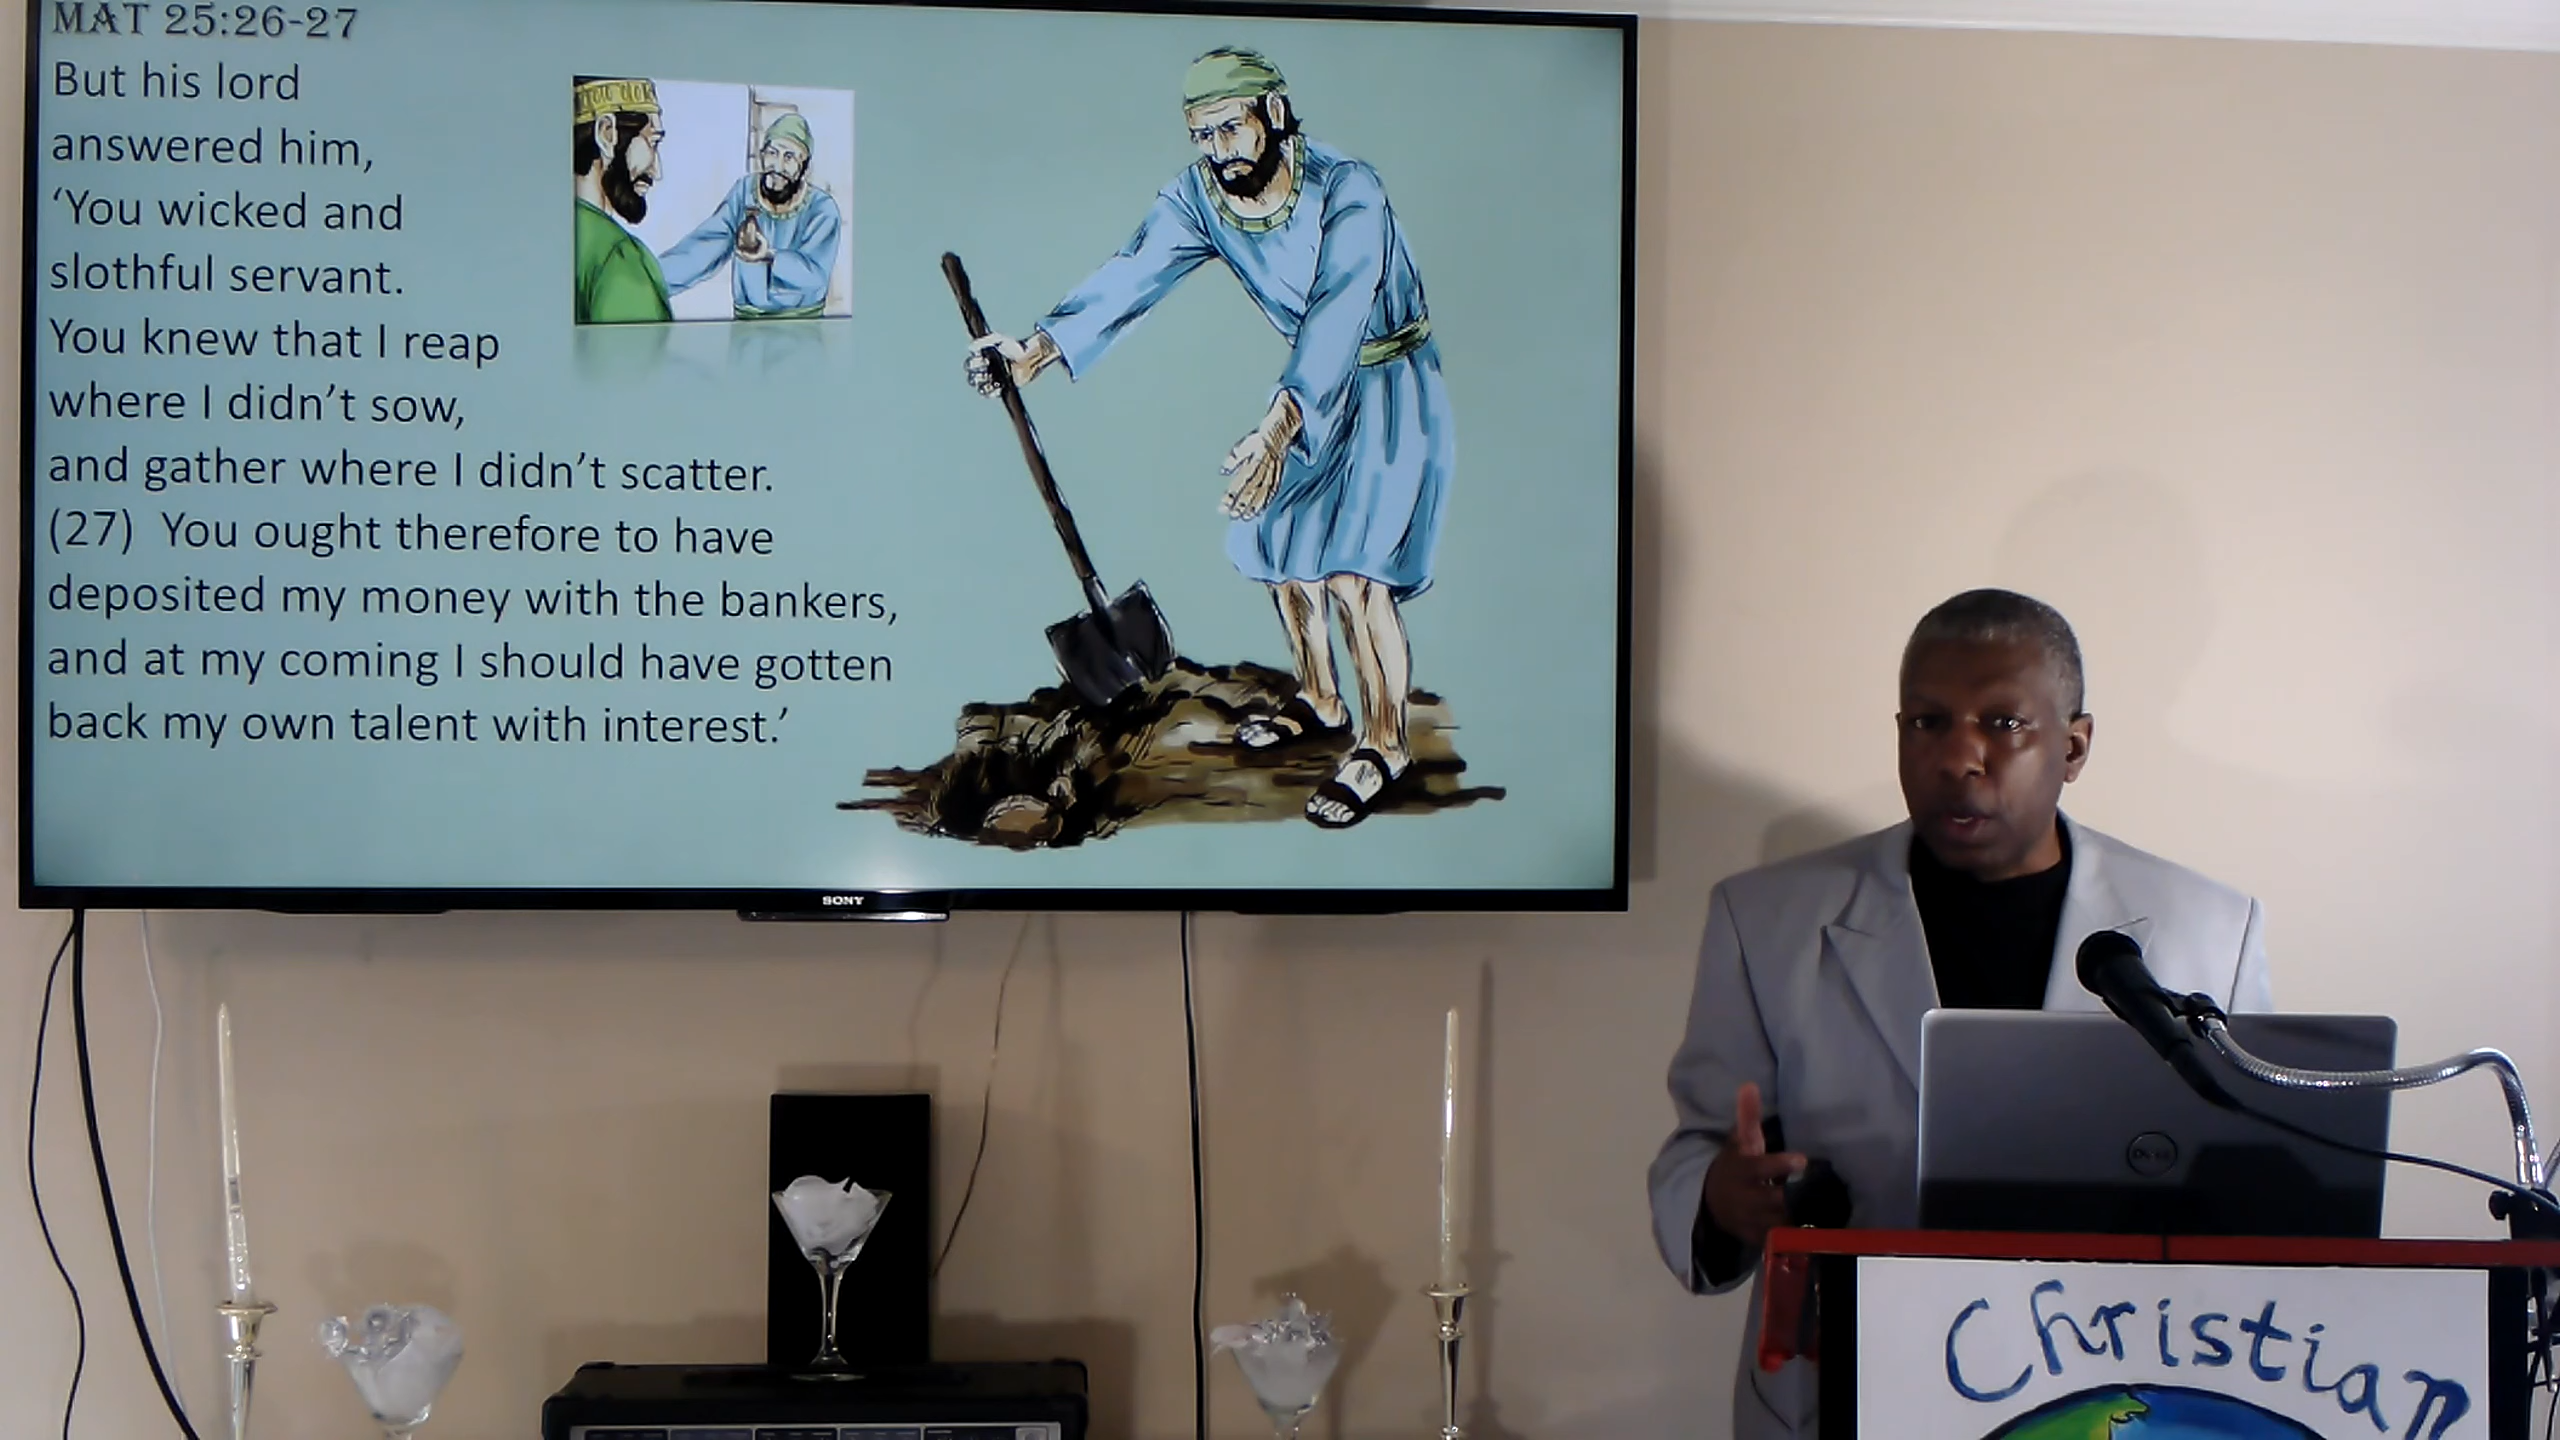 MAT 25:26-27
But his lord
answered him,
‘You wicked and
slothful servant.
You knew that I reap
where I didn’t sow,
and gather where I didn’t scatter.
(27) You ought therefore to have
deposited my money with the bankers,
and at my coming I should have gotten
back my own talent with interest.’
SONY
DELL
Christian